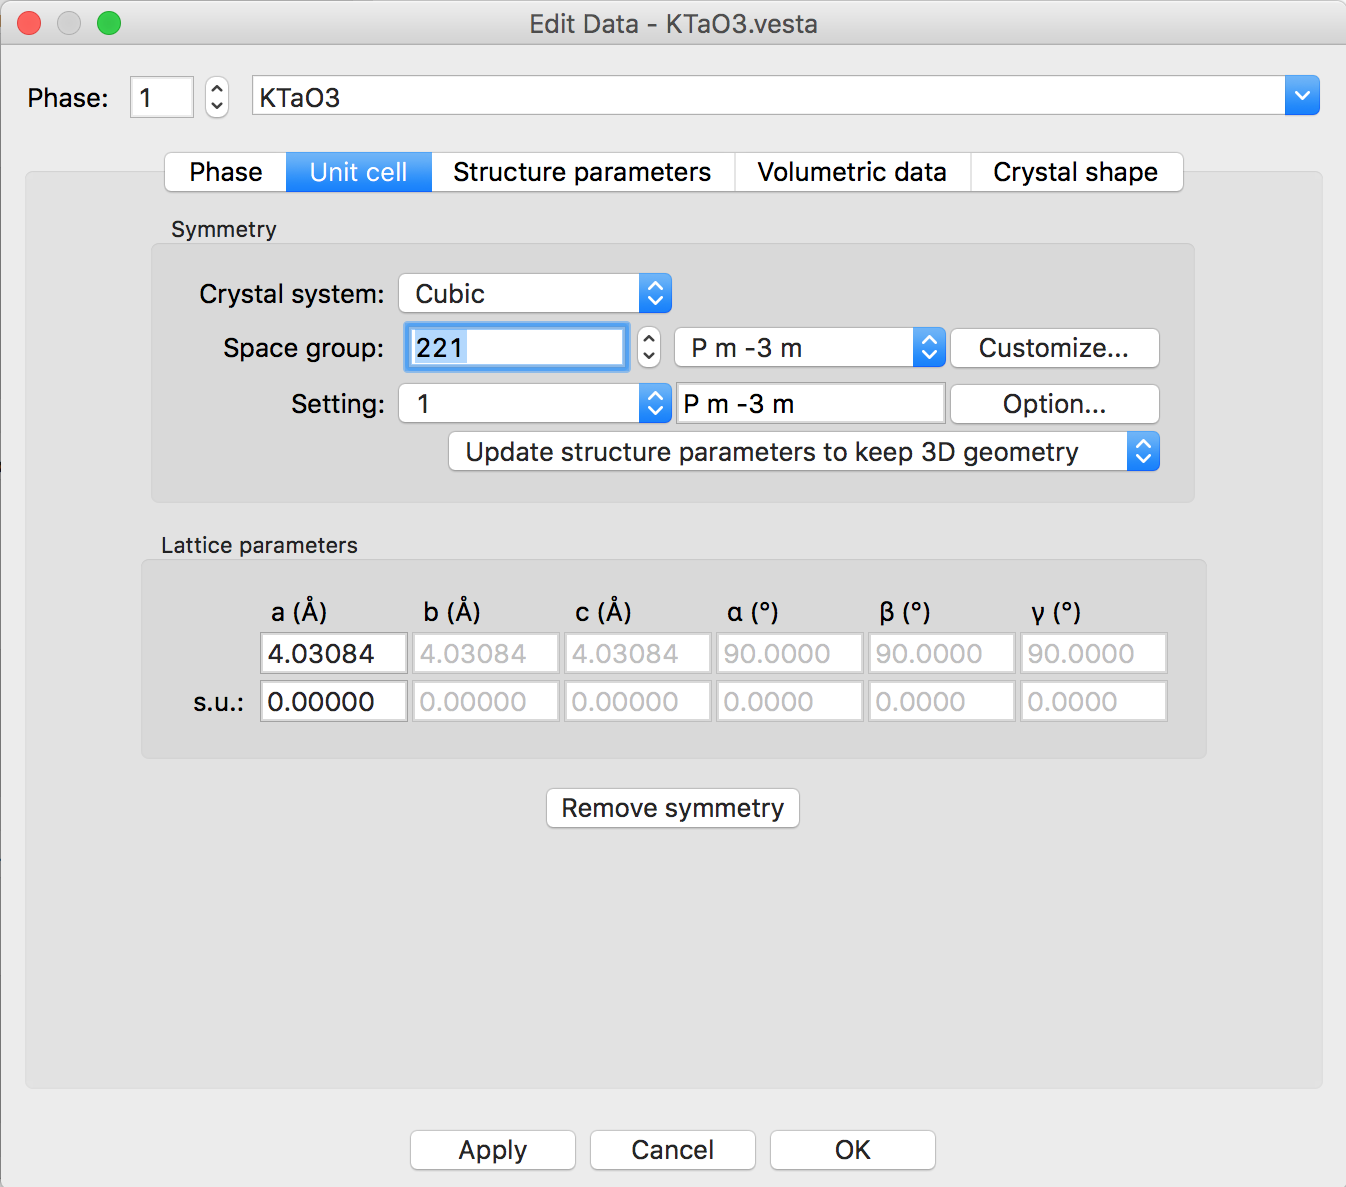 Edit Data - KTaO3.vesta
Phase: 1 KTaO3
Phase Unit cell Structure parameters Volumetric data Crystal shape
Symmetry
Crystal system: Cubic
Space group: 221 P m -3 m Customize...
Setting: 1 P m -3 m Option...
Update structure parameters to keep 3D geometry
Lattice parameters
a (Å) b (Å) c (Å) α (°) β (°) γ (°)
4.03084 4.03084 4.03084 90.0000 90.0000 90.0000
s.u.: 0.00000 0.00000 0.00000 0.0000 0.0000 0.0000
Remove symmetry
Apply Cancel OK